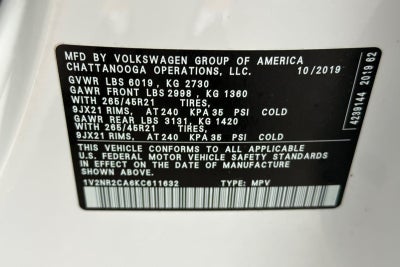 MFD BY VOLKSWAGEN GROUP OF AMERICA
CHATTANOOGA OPERATIONS, LLC. 10/2019
GVWR LBS 6019 , KG 2730
GAWR FRONT LBS 2998 , KG 1360
WITH 265/45R21 TIRES,
9JX21 RIMS, AT 240 KPA 35 PSI COLD
GAWR REAR LBS 3131, KG 1420
WITH 265/45R21 TIRES,
9JX21 RIMS, AT 240 KPA 35 PSI COLD
THIS VEHICLE CONFORMS TO ALL APPLICABLE
U.S. FEDERAL MOTOR VEHICLE SAFETY STANDARDS
IN EFFECT ON THE DATE OF MANUFACTURE
SHOWN ABOVE.
1V2NR2CA6KC611632 TYPE: MPV
4239144 2019 62